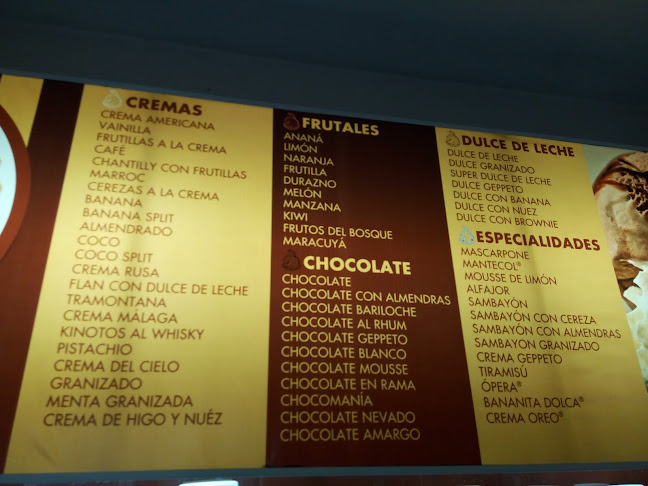 CREMAS
CREMA AMERICANA
VAINILLA
FRUTILLAS A LA CREMA
CAFÉ
CHANTILLY CON FRUTILLAS
MARROC
CEREZAS A LA CREMA
BANANA
BANANA SPLIT
ALMENDRADO
COCO
COCO SPLIT
CREMA RUSA
FLAN CON DULCE DE LECHE
TRAMONTANA
CREMA MÁLAGA
KINOTOS AL WHISKY
PISTACHIO
CREMA DEL CIELO
GRANIZADO
MENTA GRANIZADA
CREMA DE HIGO Y NUÉZ
FRUTALES
ANANÁ
LIMÓN
NARANJA
FRUTILLA
DURAZNO
MELÓN
MANZANA
KIWI
FRUTOS DEL BOSQUE
MARACUYÁ
CHOCOLATE
CHOCOLATE
CHOCOLATE CON ALMENDRAS
CHOCOLATE BARILOCHE
CHOCOLATE AL RHUM
CHOCOLATE GEPPETO
CHOCOLATE BLANCO
CHOCOLATE MOUSSE
CHOCOLATE EN RAMA
CHOCOMANÍA
CHOCOLATE NEVADO
CHOCOLATE AMARGO
DULCE DE LECHE
DULCE DE LECHE
DULCE GRANIZADO
SUPER DULCE DE LECHE
DULCE GEPPETO
DULCE CON BANANA
DULCE CON NUEZ
DULCE CON BROWNIE
ESPECIALIDADES
MASCARPONE
MANTECOL®
MOUSSE DE LIMÓN
ALFAJOR
SAMBAYÓN
SAMBAYÓN CON CEREZA
SAMBAYÓN CON ALMENDRAS
SAMBAYON GRANIZADO
CREMA GEPPETO
TIRAMISÚ
ÓPERA®
BANANITA DOLCA®
CREMA OREO®